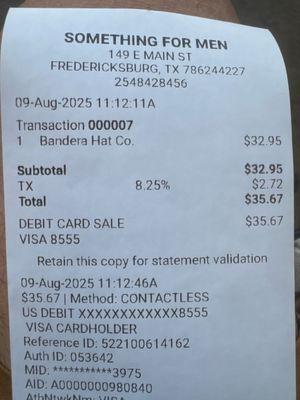 SOMETHING FOR MEN
149 E MAIN ST
FREDERICKSBURG, TX 786244227
2548428456
09-Aug-2025 11:12:11A
Transaction 000007
1 Bandera Hat Co. $32.95
Subtotal $32.95
TX 8.25% $2.72
Total $35.67
DEBIT CARD SALE $35.67
VISA 8555
Retain this copy for statement validation
09-Aug-2025 11:12:46A
$35.67 | Method: CONTACTLESS
US DEBIT XXXXXXXXXXXX8555
VISA CARDHOLDER
Reference ID: 522100614162
Auth ID: 053642
MID: ***********3975
AID: A0000000980840
AthNtwkNm: VISA